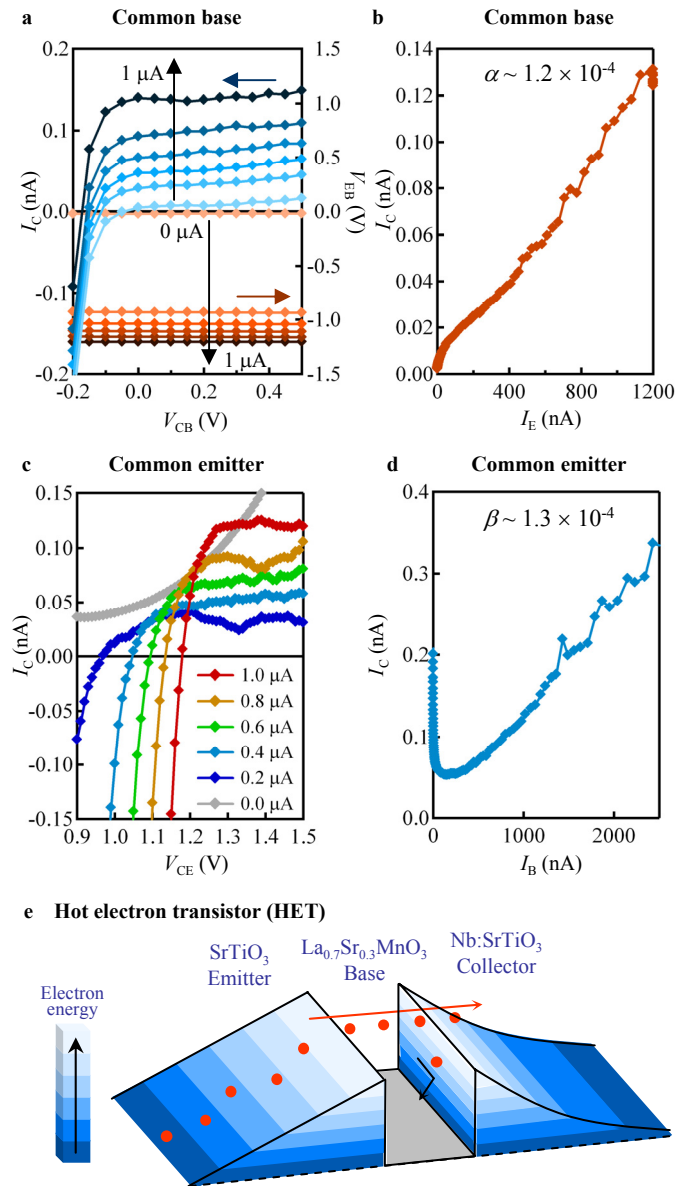 a Common base
b Common base
1 μA
0 μA
1 μA
0.2
0.1
0.0
-0.1
-0.2
I_C (nA)
1.5
1.0
0.5
0.0
-0.5
-1.0
-1.5
V_EB (V)
-0.2 0.0 0.2 0.4
V_CB (V)
α ~ 1.2 × 10⁻⁴
0.14
0.12
0.10
0.08
0.06
0.04
0.02
0.00
I_C (nA)
0 400 800 1200
I_E (nA)
c Common emitter
d Common emitter
0.15
0.10
0.05
0.00
-0.05
-0.10
-0.15
I_C (nA)
1.0 μA
0.8 μA
0.6 μA
0.4 μA
0.2 μA
0.0 μA
0.9 1.0 1.1 1.2 1.3 1.4 1.5
V_CE (V)
β ~ 1.3 × 10⁻⁴
0.4
0.3
0.2
0.1
0.0
I_C (nA)
0 1000 2000
I_B (nA)
e Hot electron transistor (HET)
SrTiO₃
Emitter
La₀.₇Sr₀.₃MnO₃
Base
Nb:SrTiO₃
Collector
Electron
energy